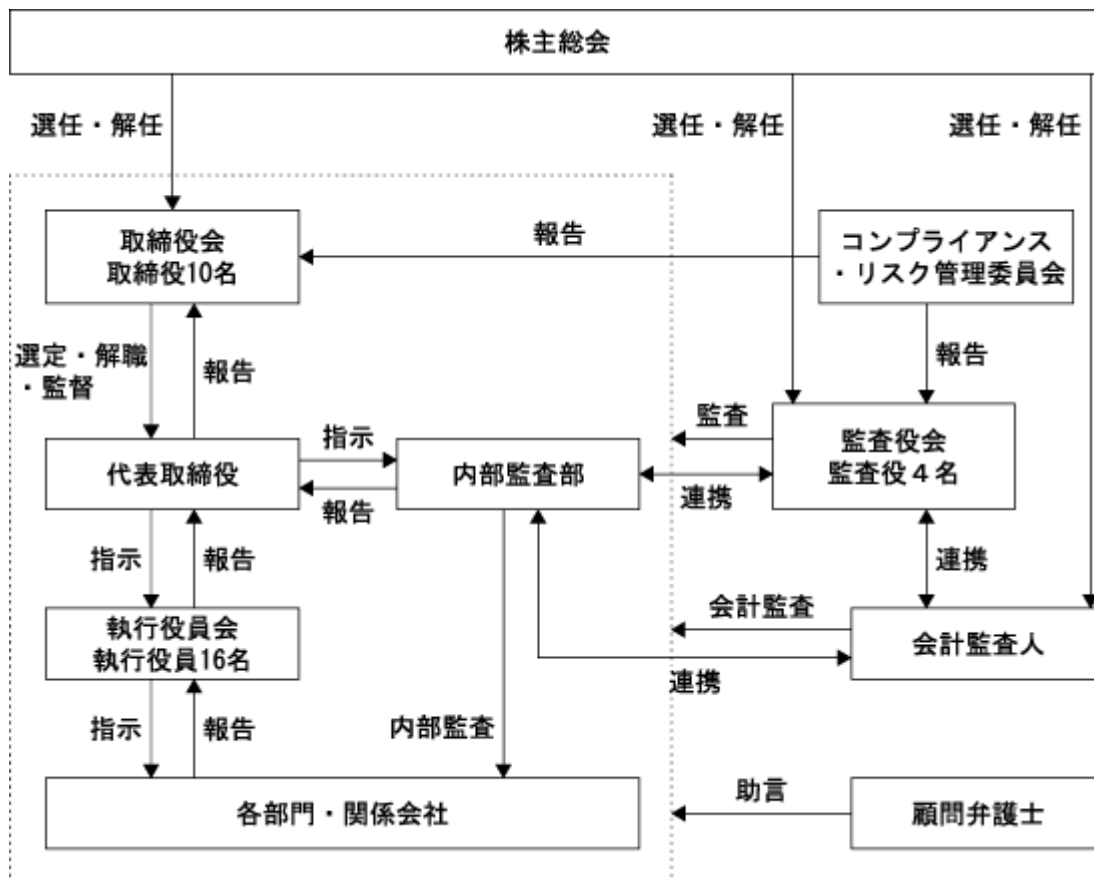 株主総会
選任・解任
選任・解任
選任・解任
取締役会
取締役10名
報告
コンプライアンス
・リスク管理委員会
選定・解職
・監督
報告
報告
監査
監査役会
監査役４名
代表取締役
指示
報告
内部監査部
連携
指示
報告
連携
執行役員会
執行役員16名
会計監査
会計監査人
連携
指示
報告
内部監査
各部門・関係会社
助言
顧問弁護士